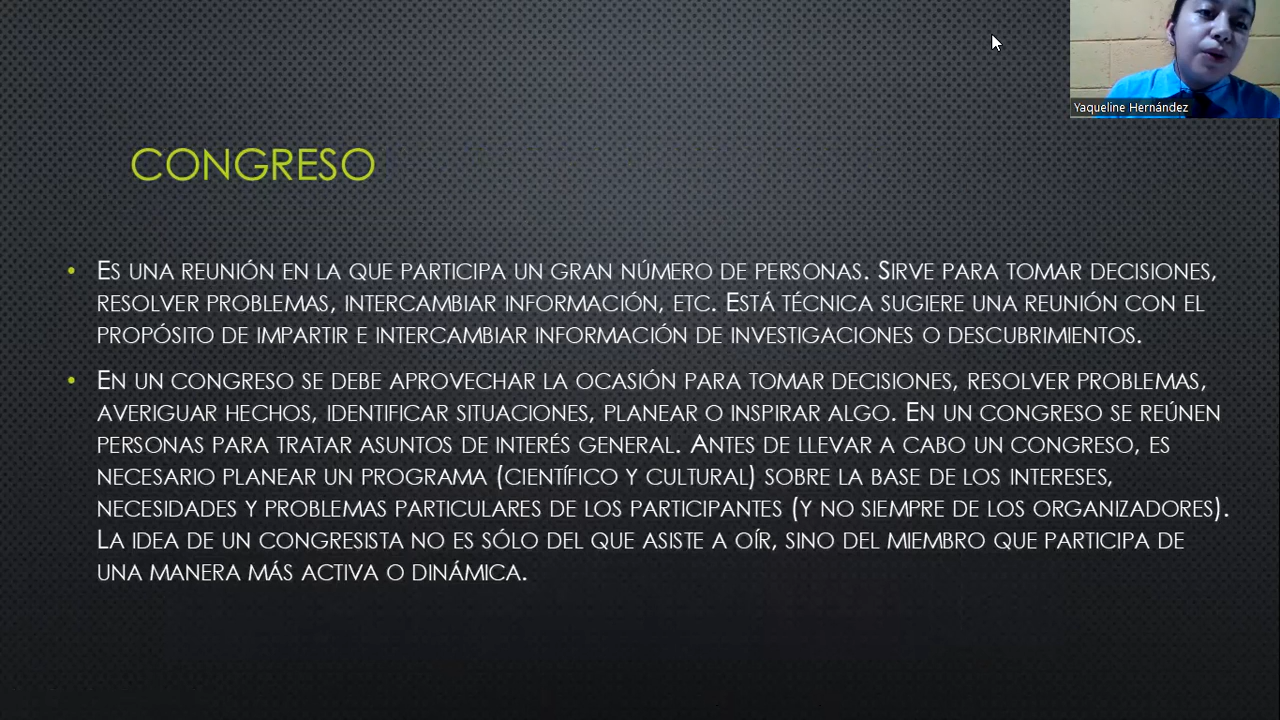 Yaqueline Hernández
CONGRESO
• Es una reunión en la que participa un gran número de personas. Sirve para tomar decisiones,
resolver problemas, intercambiar información, etc. Está técnica sugiere una reunión con el
propósito de impartir e intercambiar información de investigaciones o descubrimientos.
• En un congreso se debe aprovechar la ocasión para tomar decisiones, resolver problemas,
averiguar hechos, identificar situaciones, planear o inspirar algo. En un congreso se reúnen
personas para tratar asuntos de interés general. Antes de llevar a cabo un congreso, es
necesario planear un programa (científico y cultural) sobre la base de los intereses,
necesidades y problemas particulares de los participantes (y no siempre de los organizadores).
La idea de un congresista no es sólo del que asiste a oír, sino del miembro que participa de
una manera más activa o dinámica.